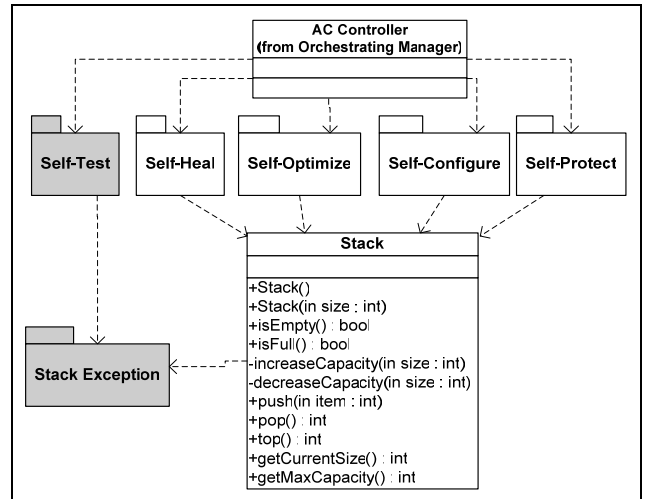 AC Controller
(from Orchestrating Manager)
Self-Test
Self-Heal
Self-Optimize
Self-Configure
Self-Protect
Stack
+Stack()
+Stack(in size : int)
+isEmpty() : bool
+isFull() : bool
-increaseCapacity(in size : int)
-decreaseCapacity(in size : int)
+push(in item : int)
+pop() : int
+top() : int
+getCurrentSize() : int
+getMaxCapacity() : int
Stack Exception